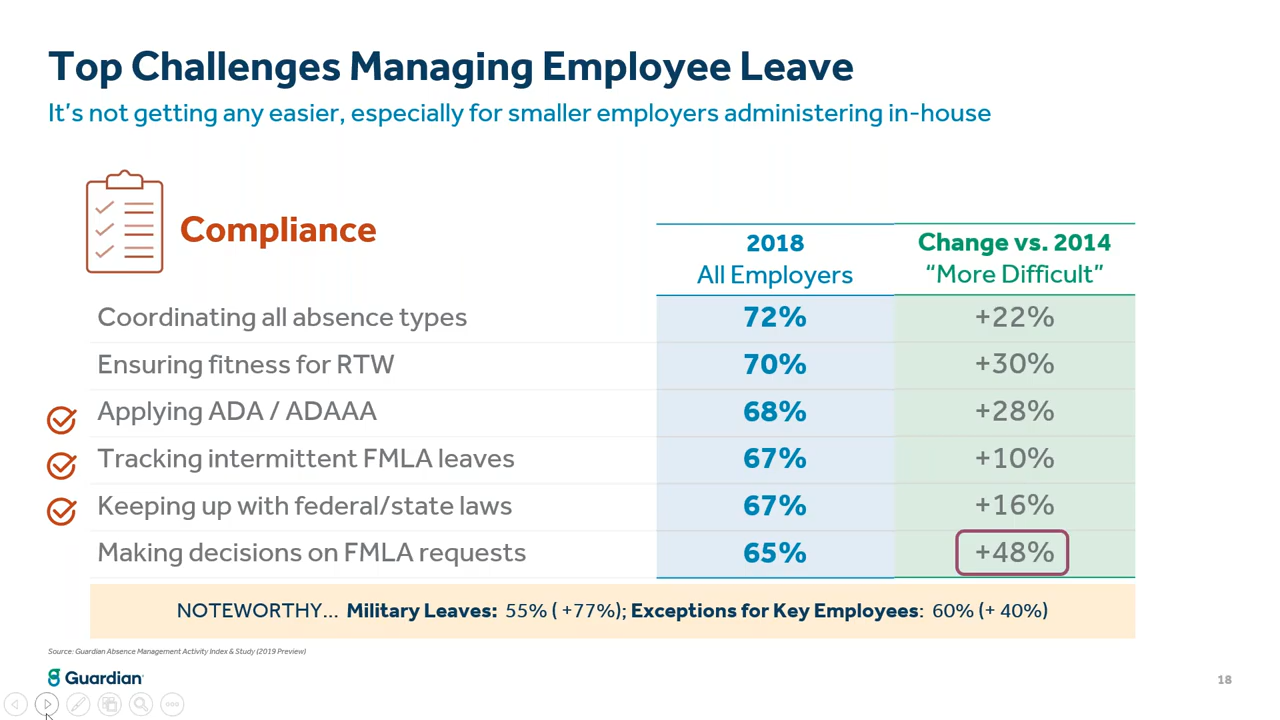 Top Challenges Managing Employee Leave
It's not getting any easier, especially for smaller employers administering in-house
Compliance
2018
All Employers
Change vs. 2014
“More Difficult”
Coordinating all absence types 72% +22%
Ensuring fitness for RTW 70% +30%
Applying ADA / ADAAA 68% +28%
Tracking intermittent FMLA leaves 67% +10%
Keeping up with federal/state laws 67% +16%
Making decisions on FMLA requests 65% +48%
NOTEWORTHY... Military Leaves: 55% ( +77%); Exceptions for Key Employees: 60% (+ 40%)
Source: Guardian Absence Management Activity Index & Study (2019 Preview)
Guardian
18